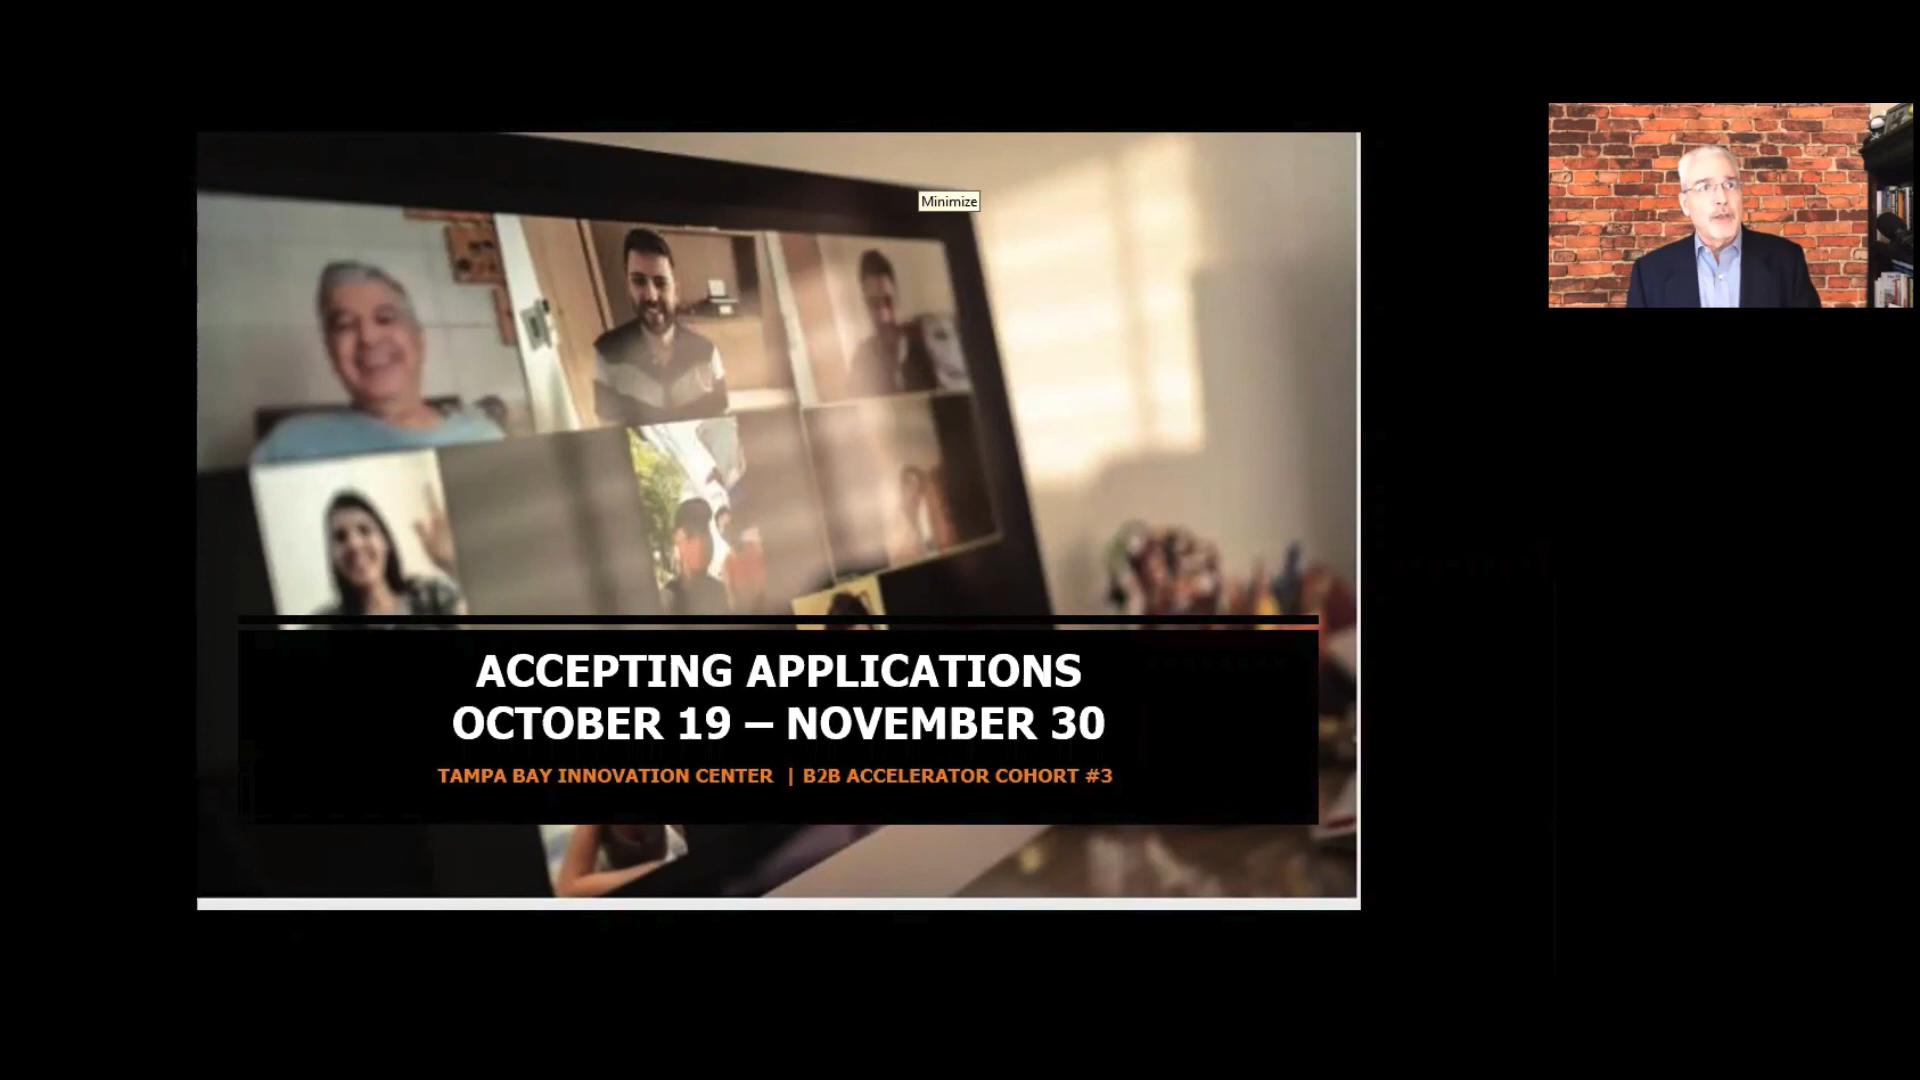 Minimize
ACCEPTING APPLICATIONS
OCTOBER 19 – NOVEMBER 30
TAMPA BAY INNOVATION CENTER | B2B ACCELERATOR COHORT #3